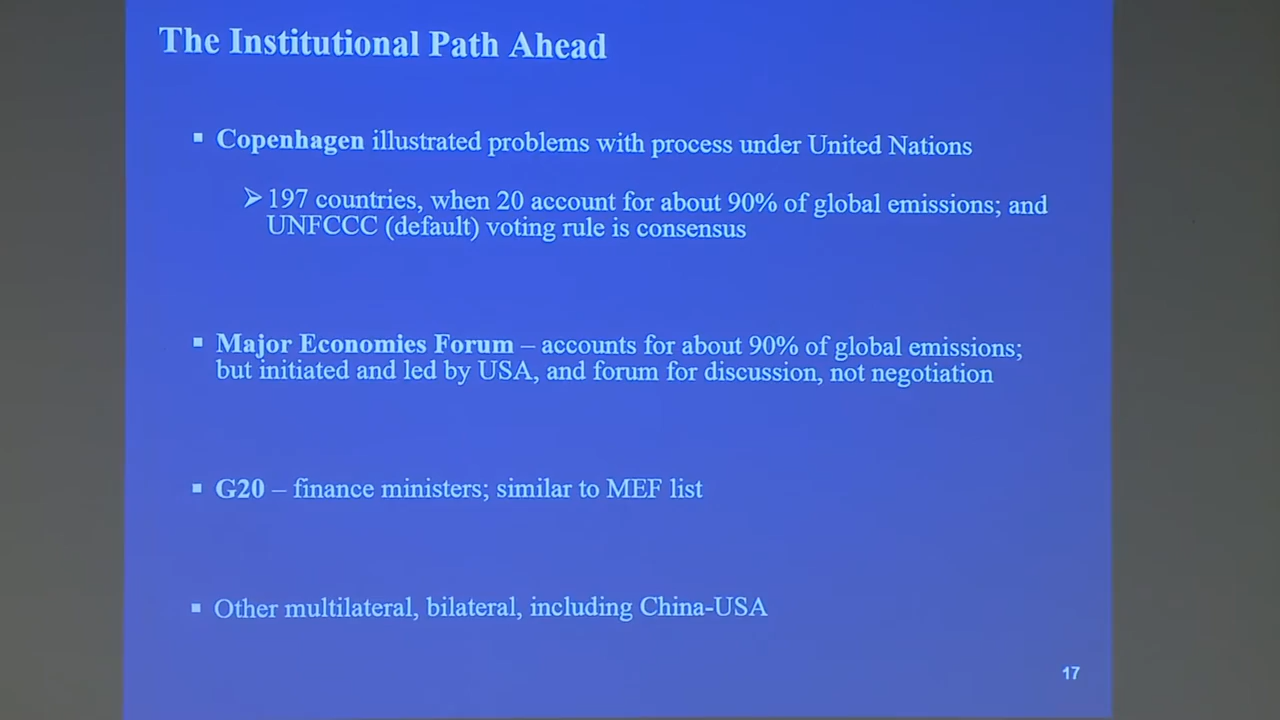 The Institutional Path Ahead
▪ Copenhagen illustrated problems with process under United Nations
➢ 197 countries, when 20 account for about 90% of global emissions; and
UNFCCC (default) voting rule is consensus
▪ Major Economies Forum – accounts for about 90% of global emissions;
but initiated and led by USA, and forum for discussion, not negotiation
▪ G20 – finance ministers; similar to MEF list
▪ Other multilateral, bilateral, including China-USA
17